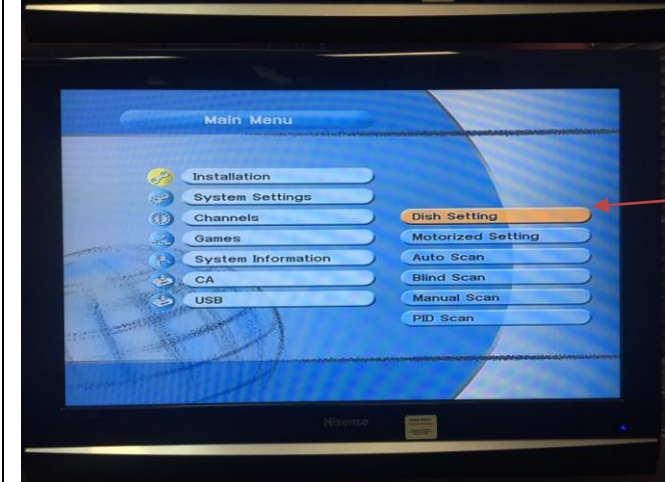 Main Menu
Installation
System Settings
Channels
Games
System Information
CA
USB
Dish Setting
Motorized Setting
Auto Scan
Blind Scan
Manual Scan
PID Scan
Hisense